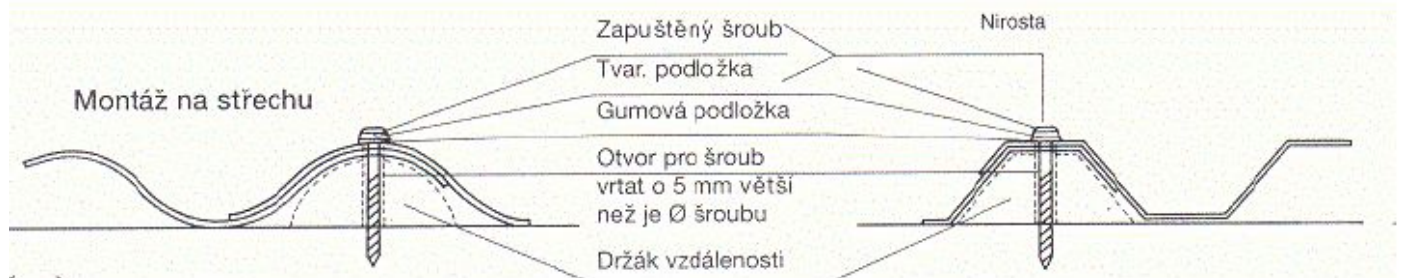 Zapuštěný šroub
Nirosta
Tvar. podložka
Montáž na střechu
Gumová podložka
Otvor pro šroub
vrtat o 5 mm větší
než je Ø šroubu
Držák vzdálenosti